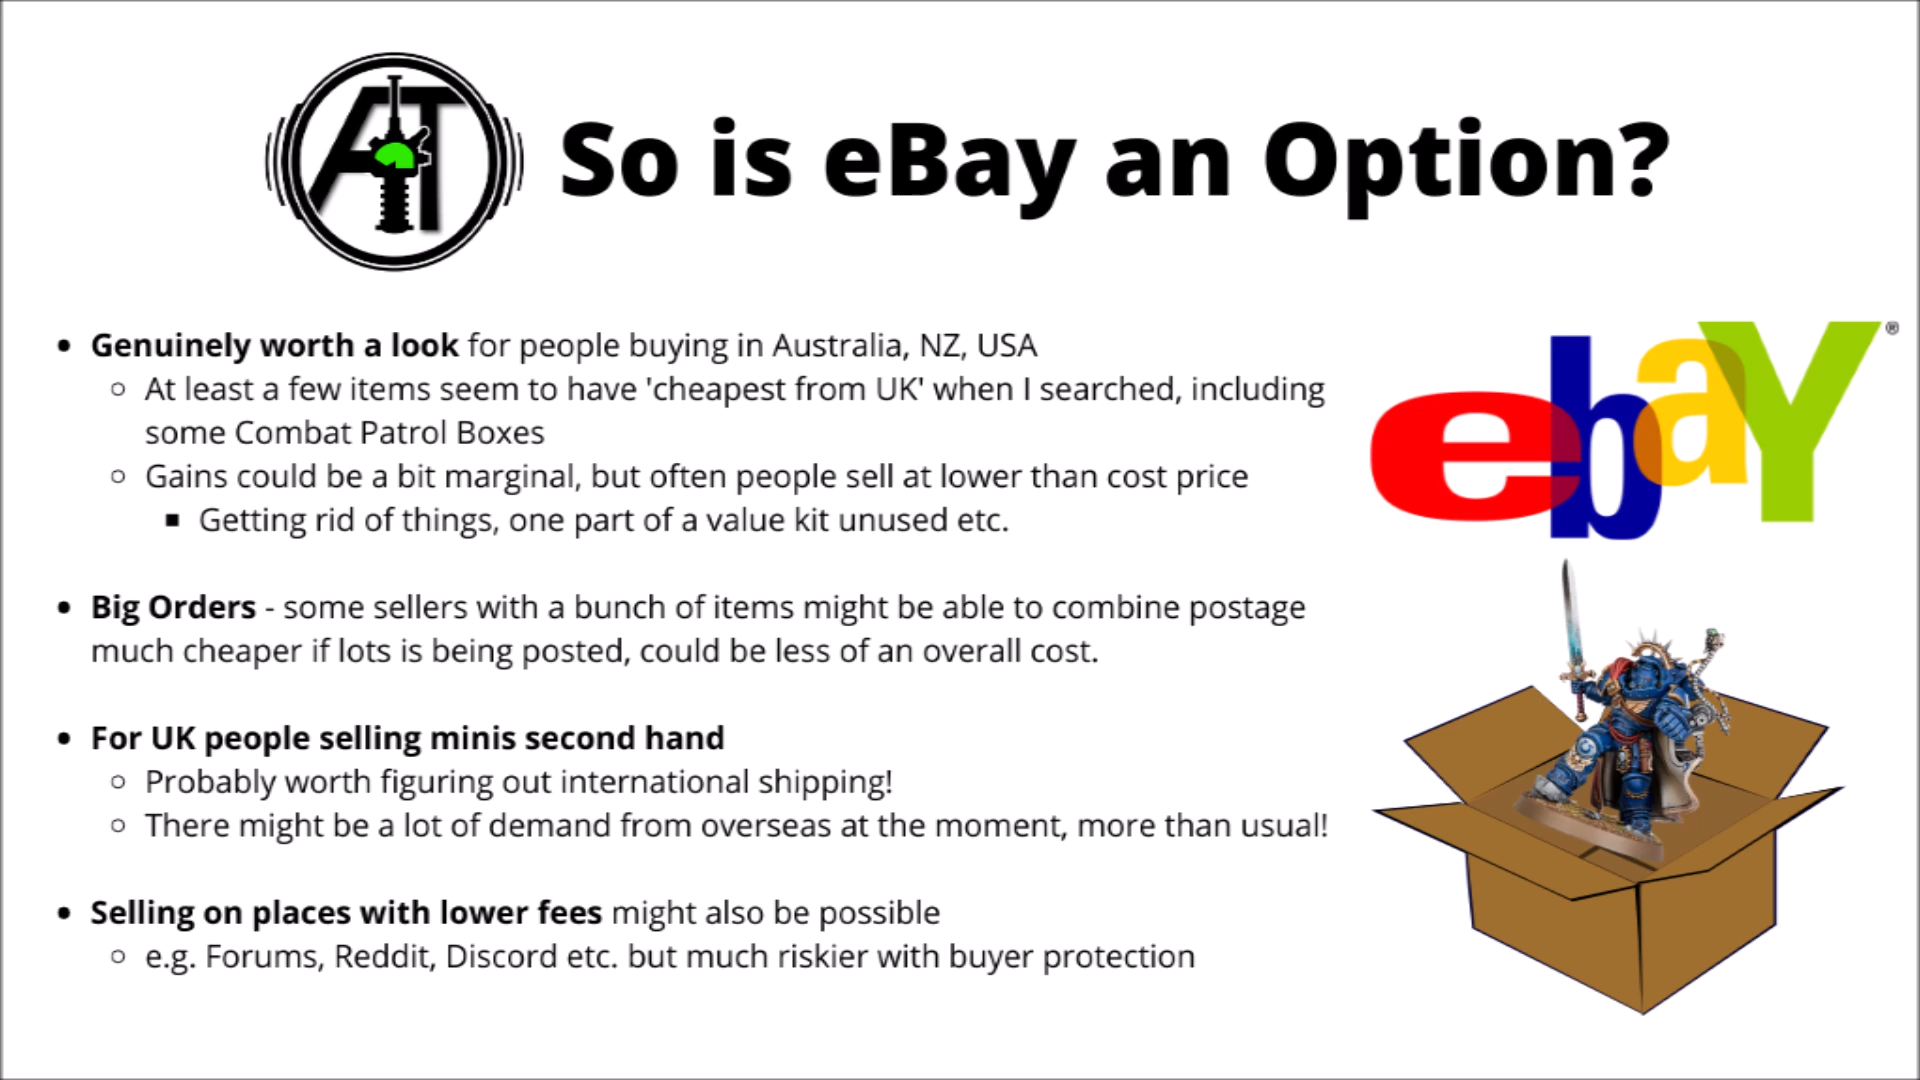 AT
So is eBay an Option?
• Genuinely worth a look for people buying in Australia, NZ, USA
○ At least a few items seem to have 'cheapest from UK' when I searched, including
some Combat Patrol Boxes
○ Gains could be a bit marginal, but often people sell at lower than cost price
▪ Getting rid of things, one part of a value kit unused etc.
• Big Orders - some sellers with a bunch of items might be able to combine postage
much cheaper if lots is being posted, could be less of an overall cost.
• For UK people selling minis second hand
○ Probably worth figuring out international shipping!
○ There might be a lot of demand from overseas at the moment, more than usual!
• Selling on places with lower fees might also be possible
○ e.g. Forums, Reddit, Discord etc. but much riskier with buyer protection
ebaY®